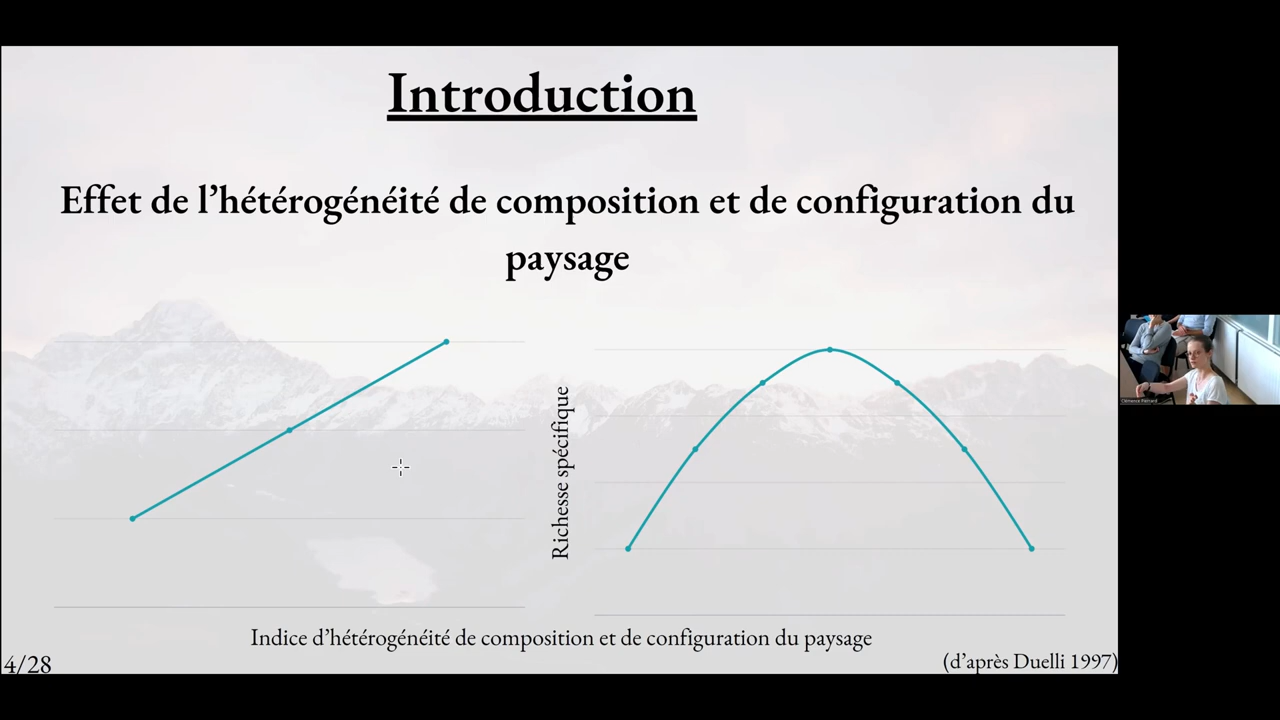 Introduction
Effet de l’hétérogénéité de composition et de configuration du
paysage
Richesse spécifique
Indice d’hétérogénéité de composition et de configuration du paysage
4/28
(d’après Duelli 1997)